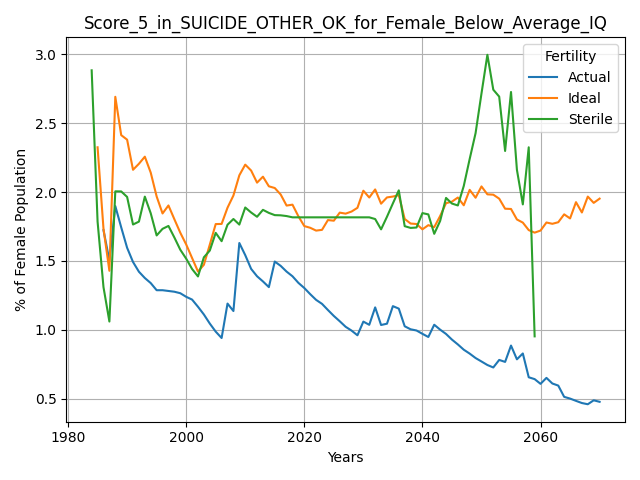 Score_5_in_SUICIDE_OTHER_OK_for_Female_Below_Average_IQ
Fertility
Actual
Ideal
Sterile
% of Female Population
3.0
2.5
2.0
1.5
1.0
0.5
1980
2000
2020
2040
2060
Years